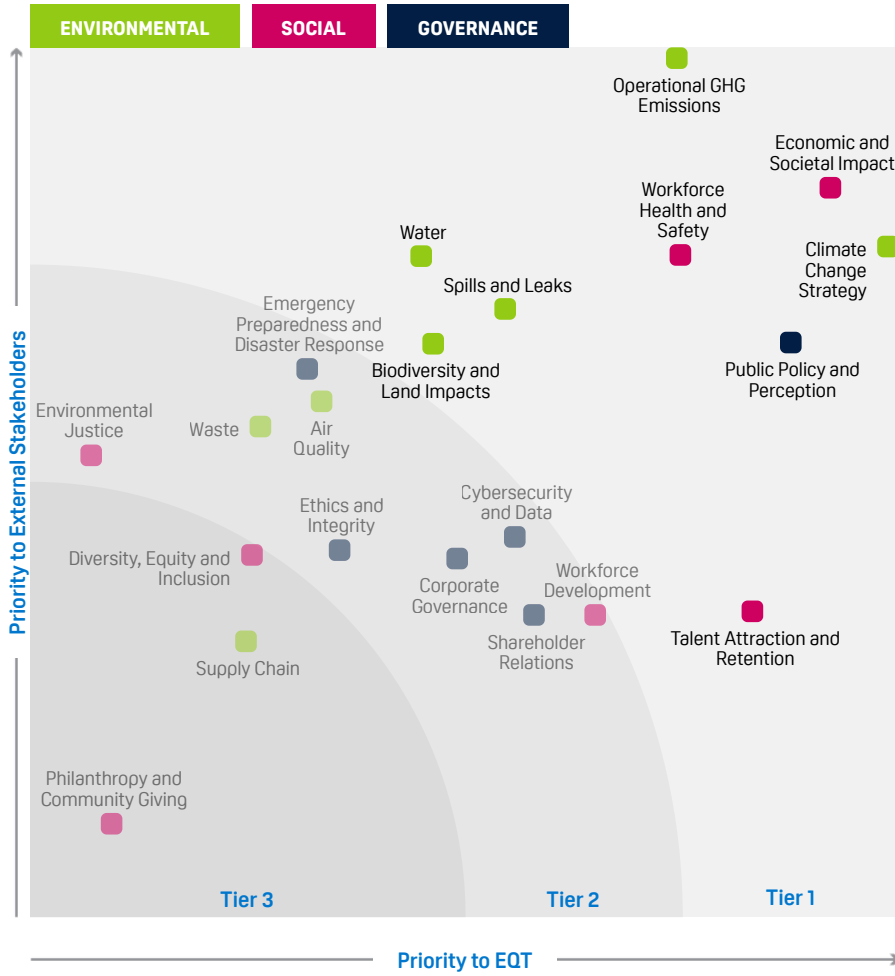 ENVIRONMENTAL
SOCIAL
GOVERNANCE
Operational GHG
Emissions
Economic and
Societal Impact
Workforce
Health and
Safety
Climate
Change
Strategy
Water
Spills and Leaks
Emergency
Preparedness and
Disaster Response
Biodiversity and
Land Impacts
Public Policy and
Perception
Environmental
Justice
Waste
Air
Quality
Ethics and
Integrity
Cybersecurity
and Data
Diversity, Equity and
Inclusion
Corporate
Governance
Workforce
Development
Shareholder
Relations
Talent Attraction and
Retention
Supply Chain
Philanthropy and
Community Giving
Tier 3
Tier 2
Tier 1
Priority to External Stakeholders
Priority to EQT